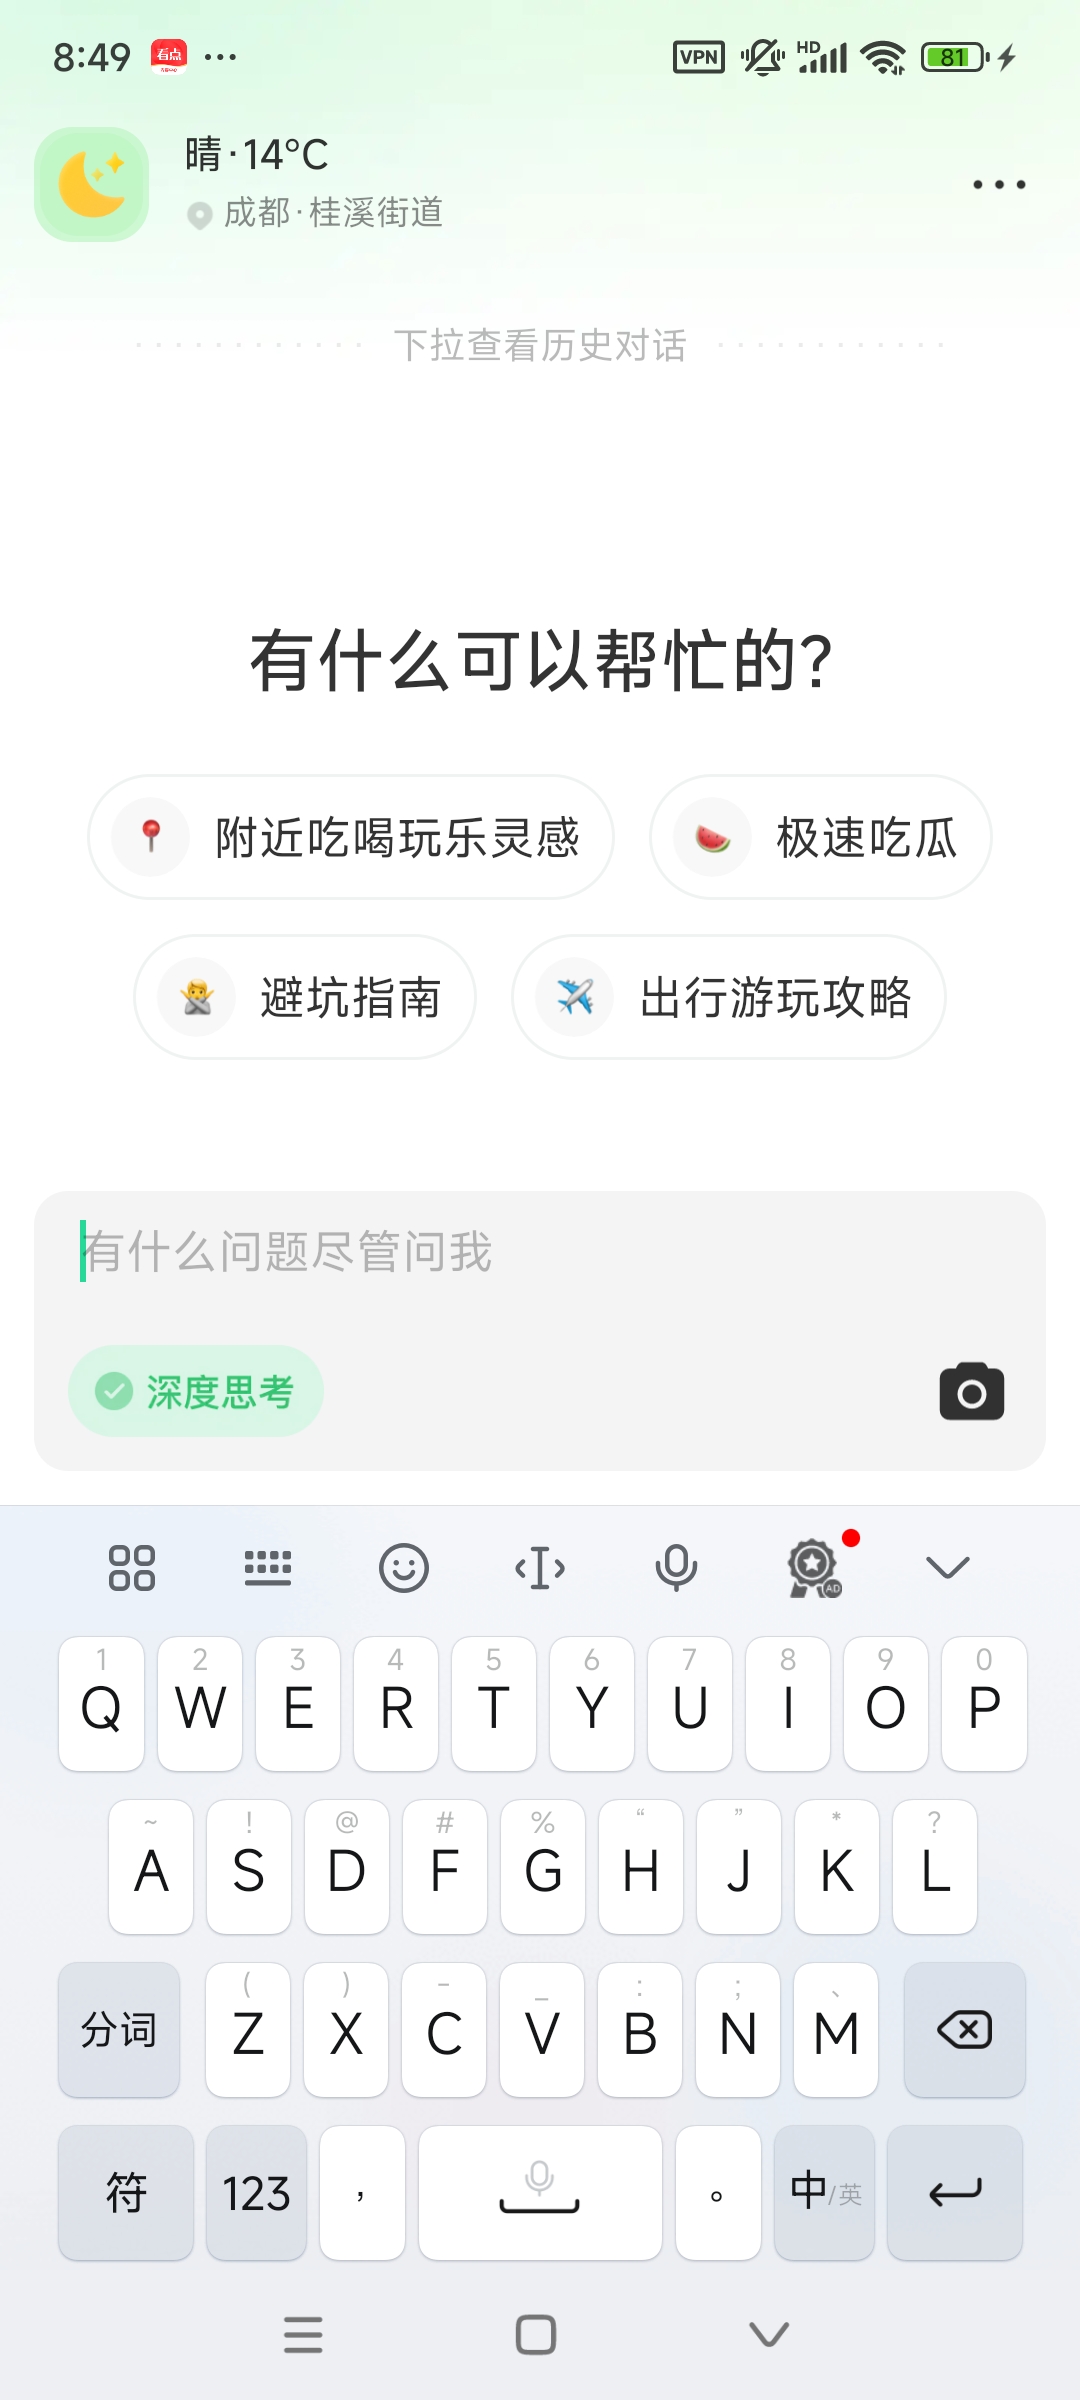 8:49 看点 ... VPN HD 81
晴·14°C
成都·桂溪街道
下拉查看历史对话
有什么可以帮忙的?
附近吃喝玩乐灵感 极速吃瓜
避坑指南 出行游玩攻略
有什么问题尽管问我
深度思考
AD
1 2 3 4 5 6 7 8 9 0
Q W E R T Y U I O P
~ ! @ # % “ ” * ?
A S D F G H J K L
( ) - _ : ; 、
分词 Z X C V B N M
符 123 , 。 中/英